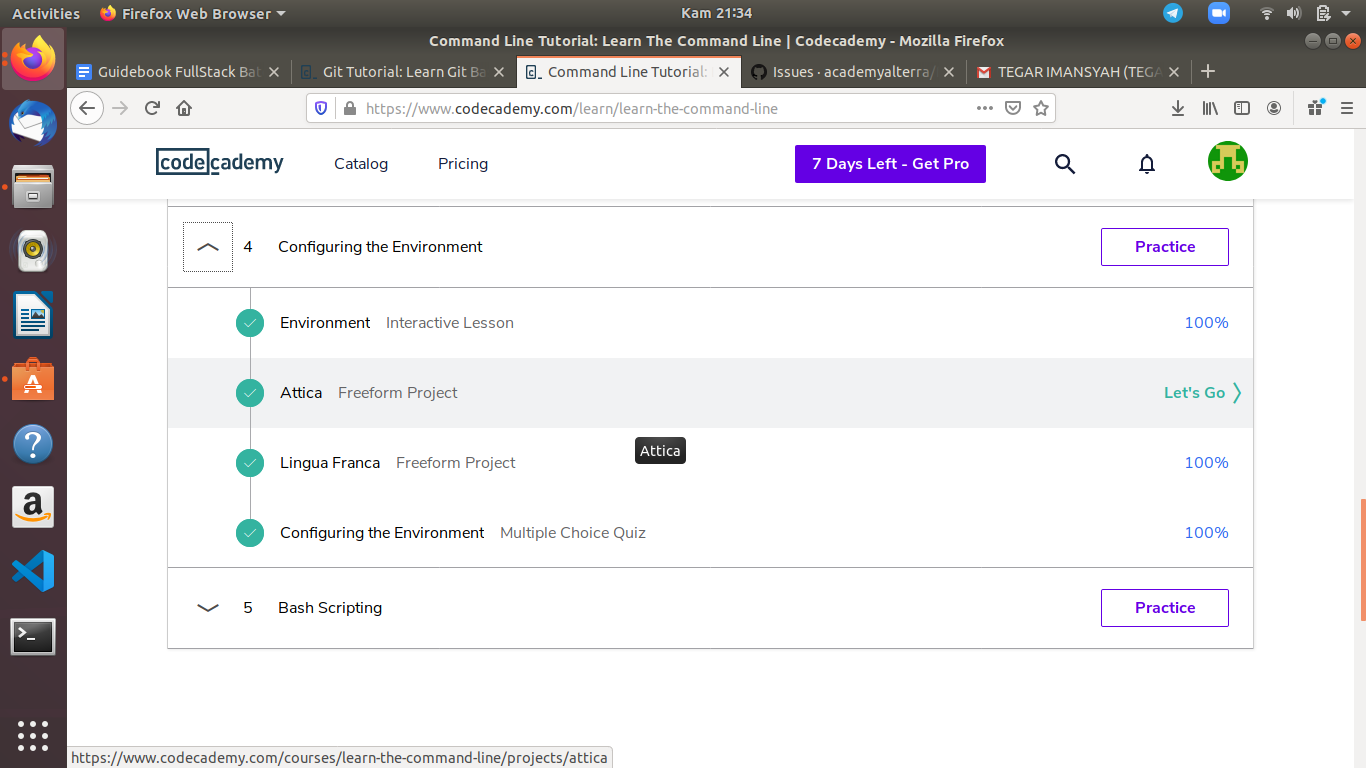 Activities Firefox Web Browser Kam 21:34
Command Line Tutorial: Learn The Command Line | Codecademy - Mozilla Firefox
Guidebook FullStack Bat Git Tutorial: Learn Git Ba Command Line Tutorial: Issues · academyalterra/ TEGAR IMANSYAH (TEGA
https://www.codecademy.com/learn/learn-the-command-line
codecademy Catalog Pricing 7 Days Left - Get Pro
4 Configuring the Environment Practice
Environment Interactive Lesson 100%
Attica Freeform Project Let's Go
Attica
Lingua Franca Freeform Project 100%
Configuring the Environment Multiple Choice Quiz 100%
5 Bash Scripting Practice
https://www.codecademy.com/courses/learn-the-command-line/projects/attica